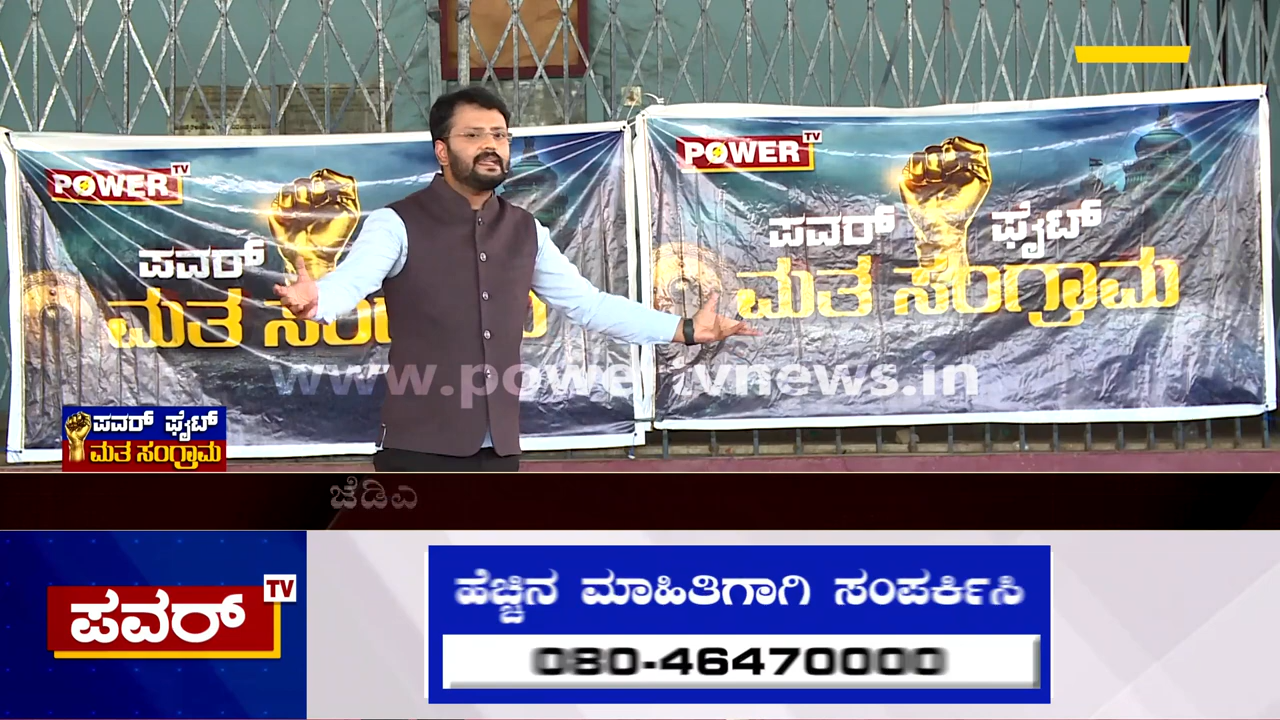 POWER TV
ಪವರ್
ಮತ ಸಂಗ್ರಾಮ
POWER TV
ಪವರ್ ಫೈಟ್
ಮತ ಸಂಗ್ರಾಮ
www.powertvnews.in
ಪವರ್ ಫೈಟ್
ಮತ ಸಂಗ್ರಾಮ
ಜೆಡಿಎ
ಪವರ್ TV
ಹೆಚ್ಚಿನ ಮಾಹಿತಿಗಾಗಿ ಸಂಪರ್ಕಿಸಿ
080-46470000